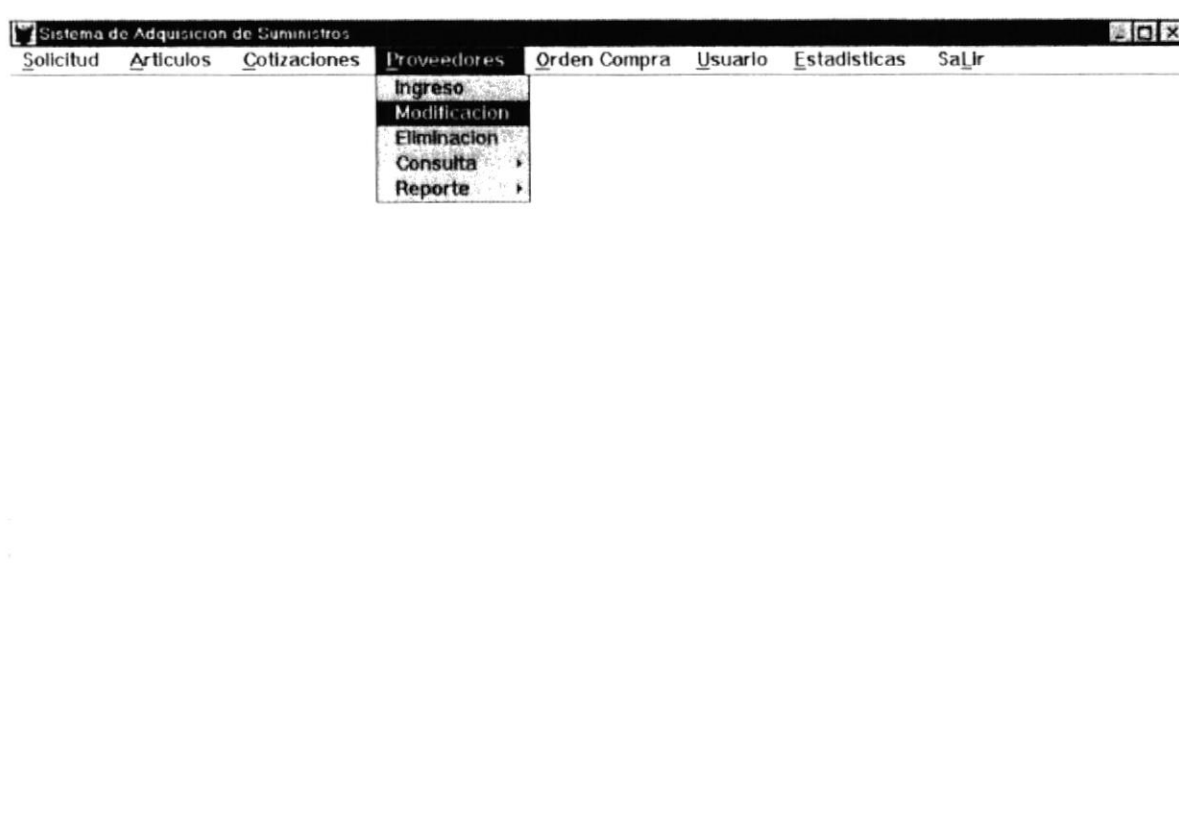 Sistema de Adquisicion de Suministros
Solicitud Articulos Cotizaciones Proveedores Orden Compra Usuario Estadisticas SaLir
Ingreso
Modificacion
Eliminacion
Consulta
Reporte